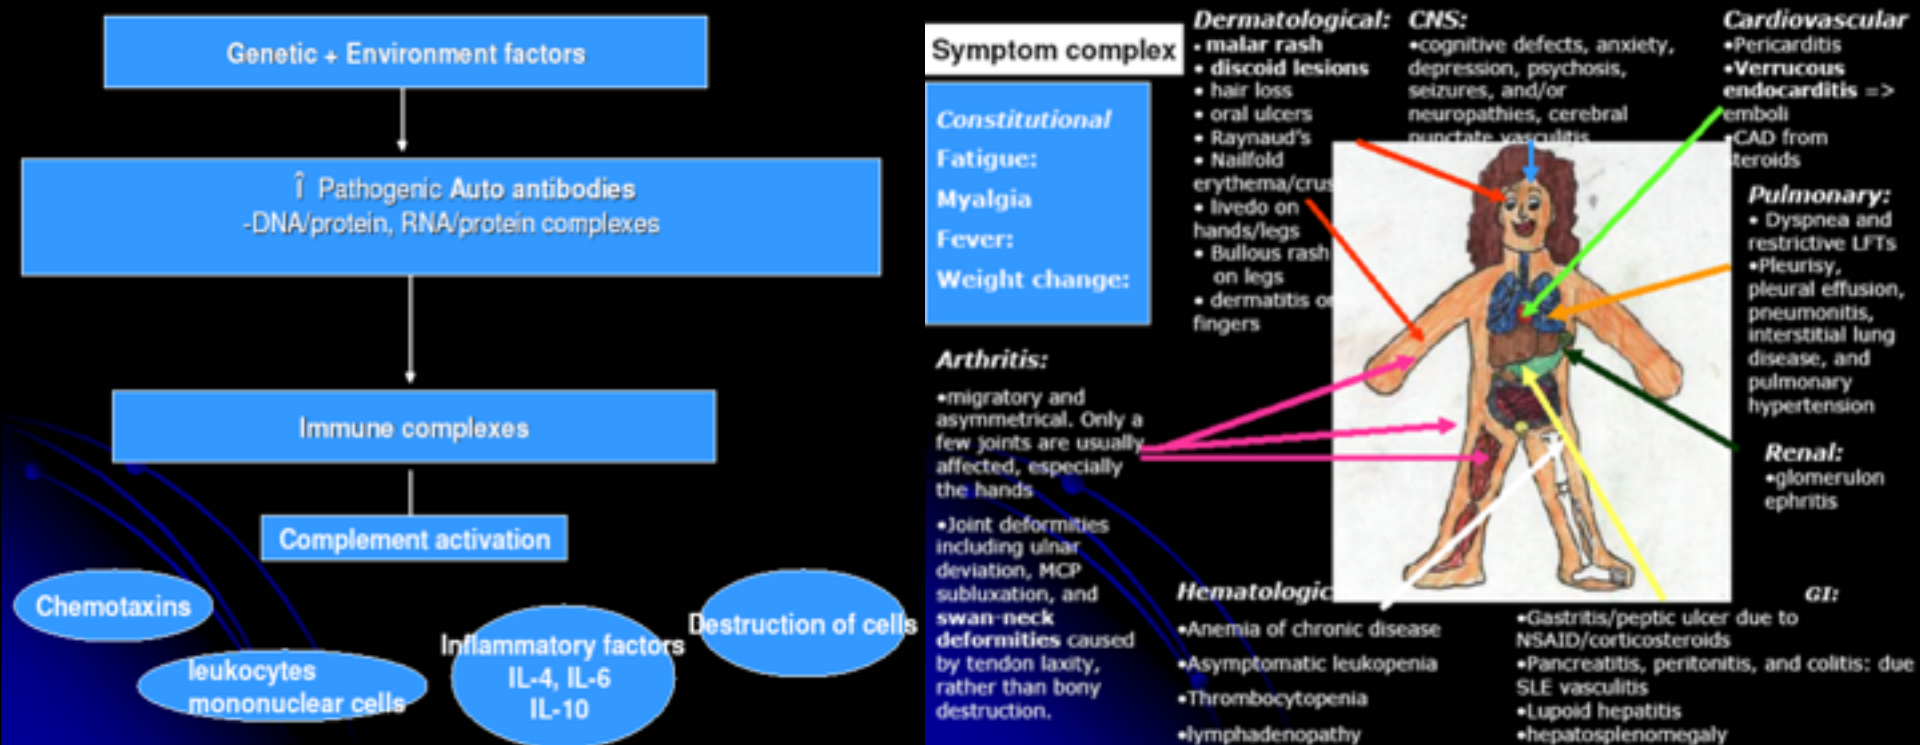 Genetic + Environment factors
↑ Pathogenic Auto antibodies
-DNA/protein, RNA/protein complexes
Immune complexes
Complement activation
Chemotaxins
leukocytes
mononuclear cells
Inflammatory factors
IL-4, IL-6
IL-10
Destruction of cells
Symptom complex
Constitutional
Fatigue:
Myalgia
Fever:
Weight change:
Arthritis:
•migratory and
asymmetrical. Only a
few joints are usually
affected, especially
the hands
•Joint deformities
including ulnar
deviation, MCP
subluxation, and
swan-neck
deformities caused
by tendon laxity,
rather than bony
destruction.
Dermatological:
• malar rash
• discoid lesions
• hair loss
• oral ulcers
• Raynaud's
• Nailfold
erythema/crus
• livedo on
hands/legs
• Bullous rash
on legs
• dermatitis on
fingers
CNS:
•cognitive defects, anxiety,
depression, psychosis,
seizures, and/or
neuropathies, cerebral
punctate vasculitis
Cardiovascular
•Pericarditis
•Verrucous
endocarditis =>
emboli
•CAD from
steroids
Pulmonary:
• Dyspnea and
restrictive LFTs
•Pleurisy,
pleural effusion,
pneumonitis,
interstitial lung
disease, and
pulmonary
hypertension
Renal:
•glomerulon
ephritis
Hematologic
•Anemia of chronic disease
•Asymptomatic leukopenia
•Thrombocytopenia
•lymphadenopathy
GI:
•Gastritis/peptic ulcer due to
NSAID/corticosteroids
•Pancreatitis, peritonitis, and colitis: due
SLE vasculitis
•Lupoid hepatitis
•hepatosplenomegaly